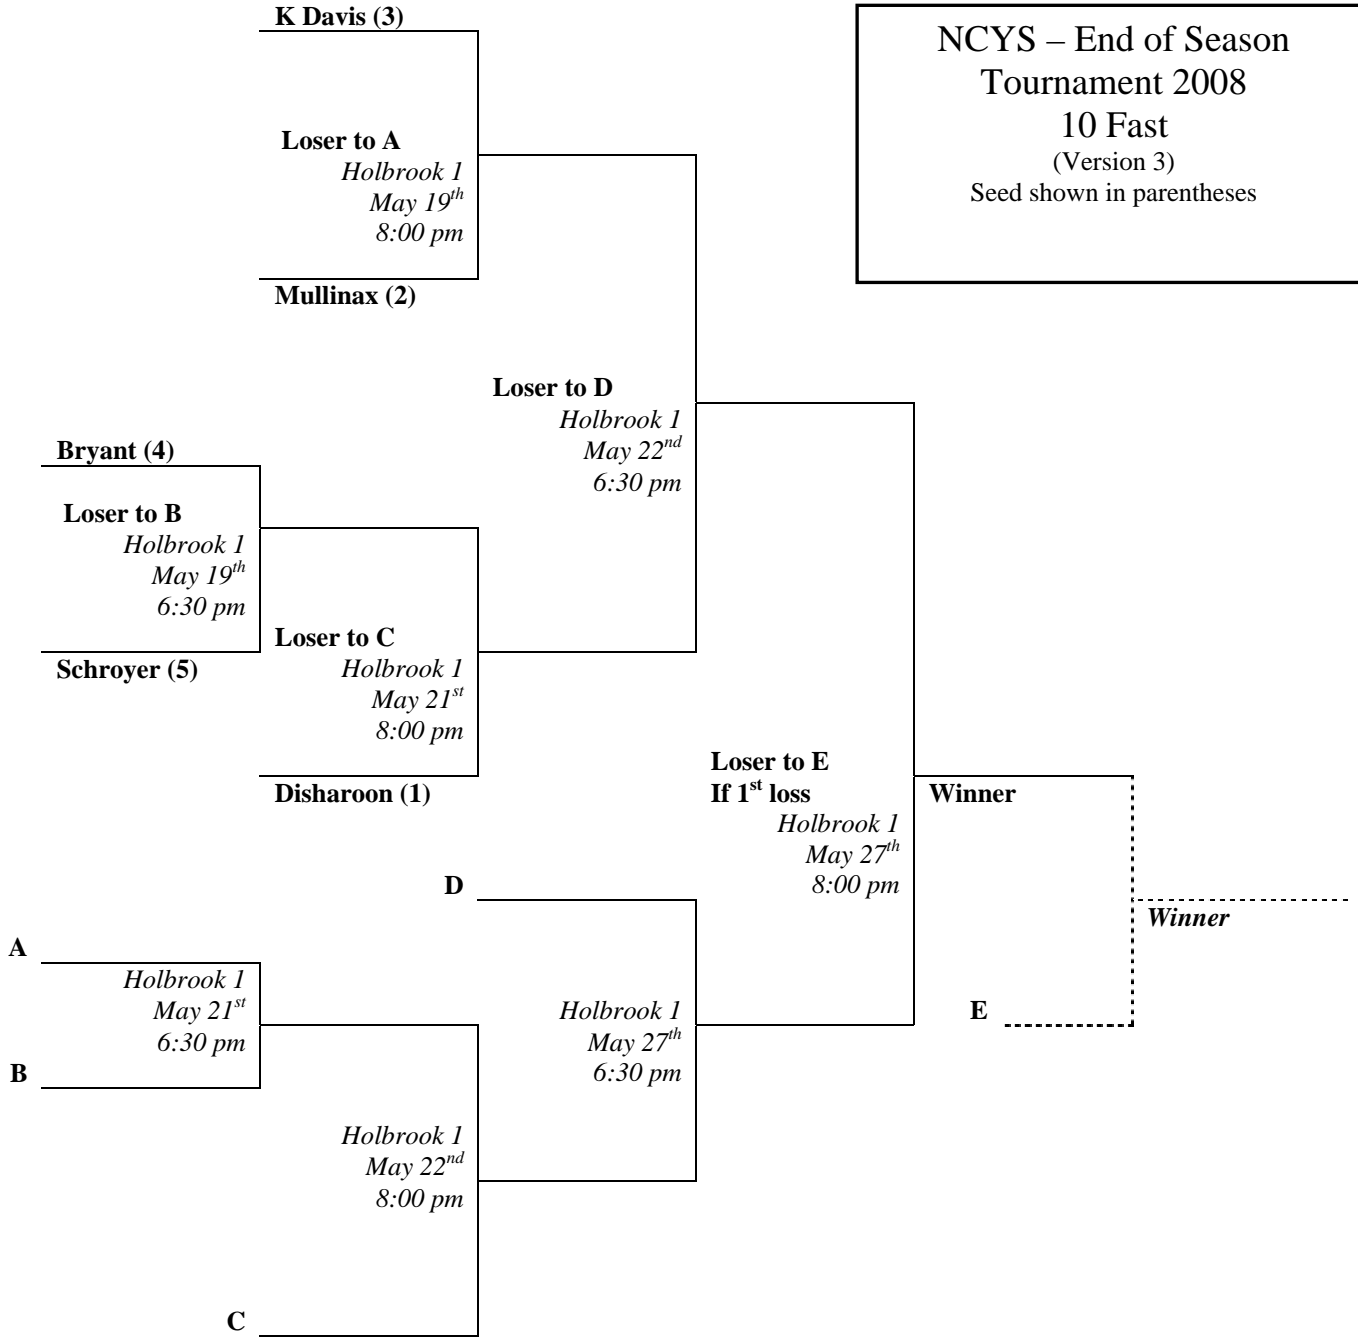 K Davis (3)
NCYS – End of Season
Tournament 2008
10 Fast
(Version 3)
Seed shown in parentheses
Loser to A
Holbrook 1
May 19th
8:00 pm
Mullinax (2)
Loser to D
Holbrook 1
May 22nd
6:30 pm
Bryant (4)
Loser to B
Holbrook 1
May 19th
6:30 pm
Schroyer (5)
Loser to C
Holbrook 1
May 21st
8:00 pm
Disharoon (1)
Loser to E
If 1st loss
Holbrook 1
May 27th
8:00 pm
Winner
D
Winner
A
Holbrook 1
May 21st
6:30 pm
B
Holbrook 1
May 27th
6:30 pm
E
Holbrook 1
May 22nd
8:00 pm
C